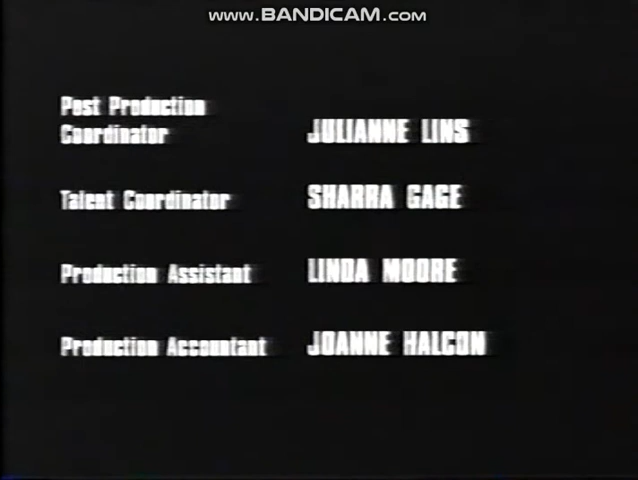 www.BANDICAM.com
Post Production
Coordinator JULIANNE LINS
Talent Coordinator SHARRA GAGE
Production Assistant LINDA MOORE
Production Accountant JOANNE HALCON